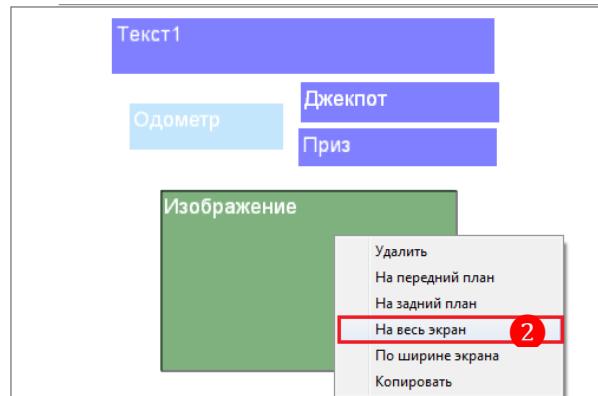 Текст1
Джекпот
Одометр
Приз
Изображение
Удалить
На передний план
На задний план
На весь экран 2
По ширине экрана
Копировать